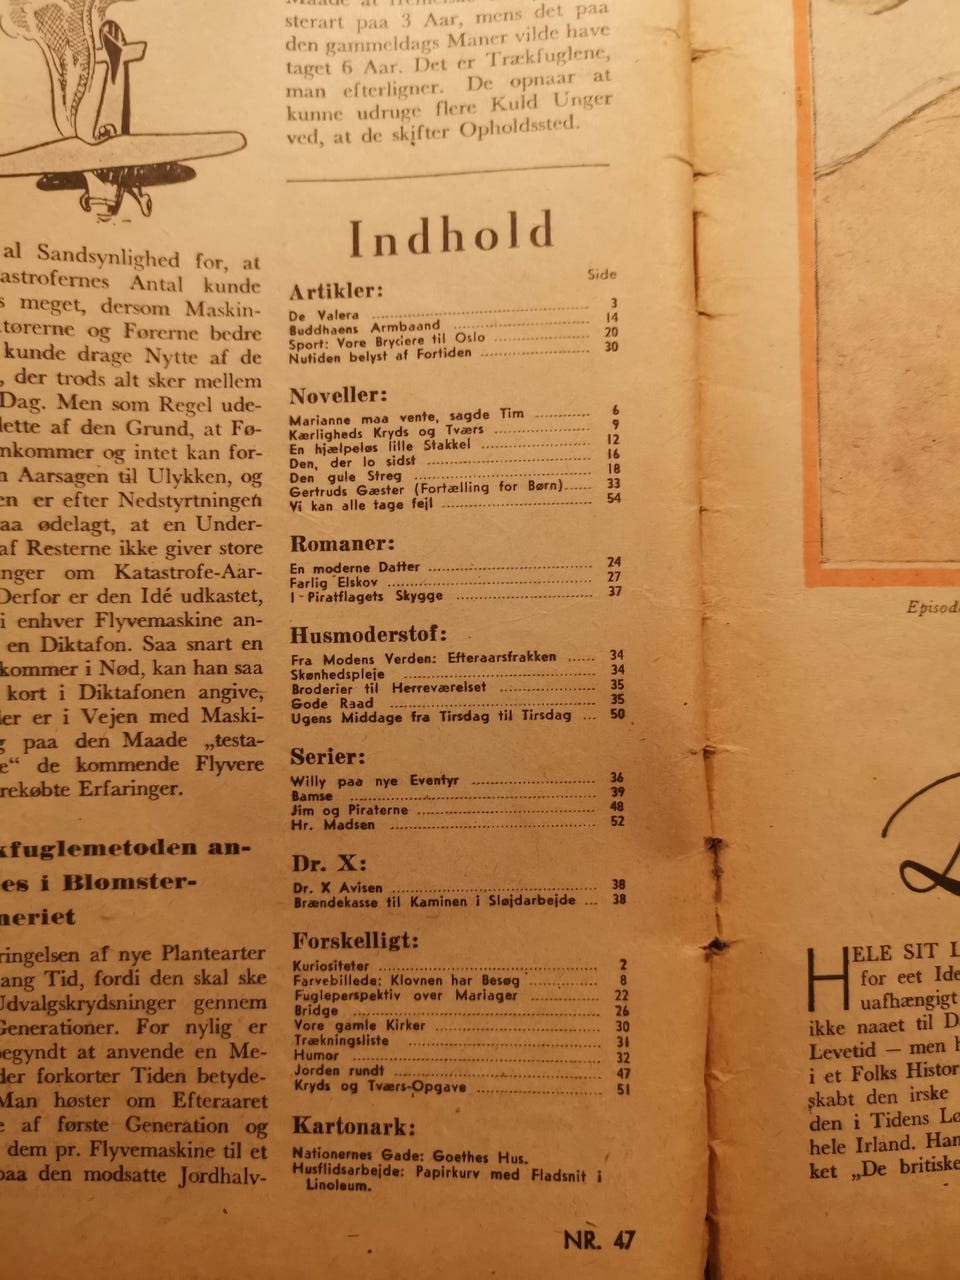 al Sandsynlighed for, at
astrofernes Antal kunde
s meget, dersom Maskin-
tørerne og Førerne bedre
kunde drage Nytte af de
, der trods alt sker mellem
Dag. Men som Regel ude-
lette af den Grund, at Fø-
nkommer og intet kan for-
n Aarsagen til Ulykken, og
en er efter Nedstyrtningen
aa ødelagt, at en Under-
af Resterne ikke giver store
nger om Katastrofe-Aar-
Derfor er den Idé udkastet,
i enhver Flyvemaskine an-
en Diktafon. Saa snart en
kommer i Nød, kan han saa
kort i Diktafonen angive,
ler er i Vejen med Maski-
g paa den Maade „testa-
e“ de kommende Flyvere
rekøbte Erfaringer.
kfuglemetoden an-
es i Blomster-
neriet
ringelsen af nye Plantearter
ang Tid, fordi den skal ske
Udvalgskrydsninger gennem
Generationer. For nylig er
begyndt at anvende en Me-
der forkorter Tiden betyde-
Man høster om Efteraaret
e af første Generation og
dem pr. Flyvemaskine til et
paa den modsatte Jordhalv-
sterart paa 3 Aar, mens det paa
den gammeldags Maner vilde have
taget 6 Aar. Det er Trækfuglene,
man efterligner. De opnaar at
kunne udruge flere Kuld Unger
ved, at de skifter Opholdssted.
Indhold
Side
Artikler:
De Valera 3
Buddhaens Armbaand 14
Sport: Vore Brydere til Oslo 20
Nutiden belyst af Fortiden 30
Noveller:
Marianne maa vente, sagde Tim 6
Kærligheds Kryds og Tværs 9
En hjælpeløs lille Stakkel 12
Den, der lo sidst 16
Den gule Streg 18
Gertruds Gæster (Fortælling for Børn) 33
Vi kan alle tage fejl 54
Romaner:
En moderne Datter 24
Farlig Elskov 27
I Piratflagets Skygge 37
Husmoderstof:
Fra Modens Verden: Efteraarsfrakken 34
Skønhedspleje 34
Broderier til Herreværelset 35
Gode Raad 35
Ugens Middage fra Tirsdag til Tirsdag 50
Serier:
Willy paa nye Eventyr 36
Bamse 39
Jim og Piraterne 48
Hr. Madsen 52
Dr. X:
Dr. X Avisen 38
Brændekasse til Kaminen i Sløjdarbejde 38
Forskelligt:
Kuriositeter 2
Farvebillede: Klovnen har Besøg 8
Fugleperspektiv over Mariager 22
Bridge 26
Vore gamle Kirker 30
Trækningsliste 31
Humor 32
Jorden rundt 47
Kryds og Tværs-Opgave 51
Kartonark:
Nationernes Gade: Goethes Hus.
Husflidsarbejde: Papirkurv med Fladsnit i
Linoleum.
NR. 47
Episod
HELE SIT L
for eet Ide
uafhængigt
ikke naaet til D
Levetid — men h
i et Folks Histor
skabt den irske
den i Tidens Lø
hele Irland. Han
ket „De britiske